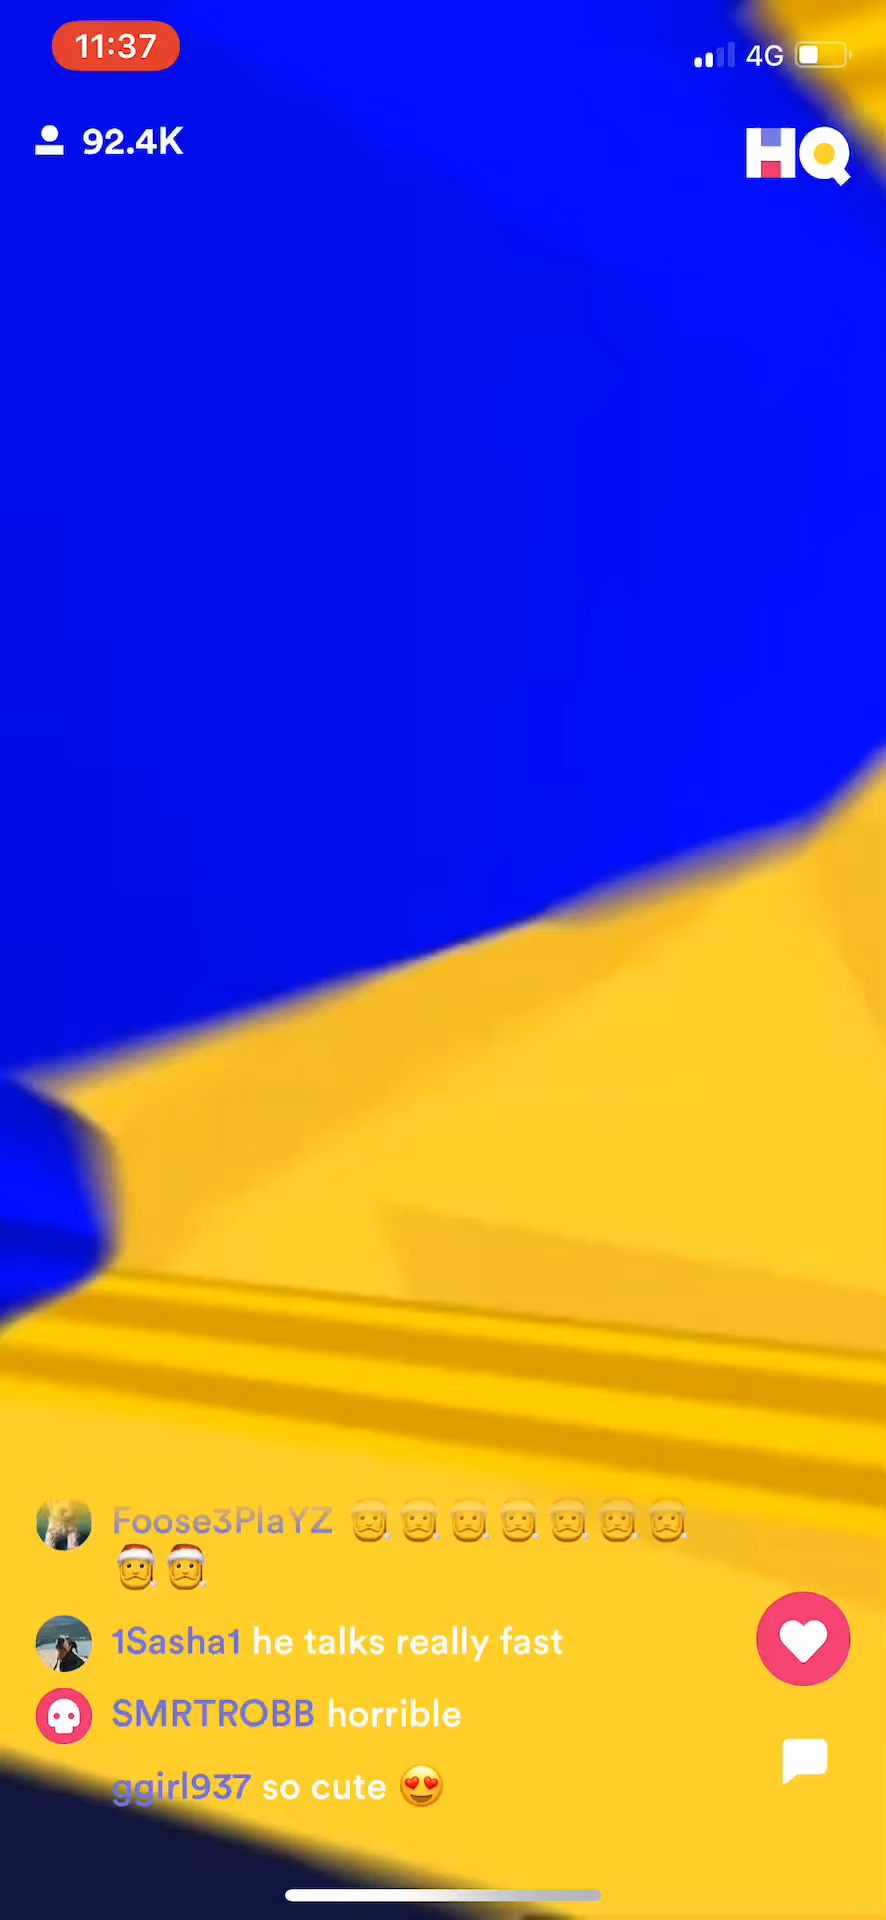 11:37
4G
92.4K
HQ
Foose3PlaYZ 🎅🎅🎅🎅🎅🎅🎅
🎅🎅
1Sasha1 he talks really fast
SMRTROBB horrible
ggirl937 so cute 😍